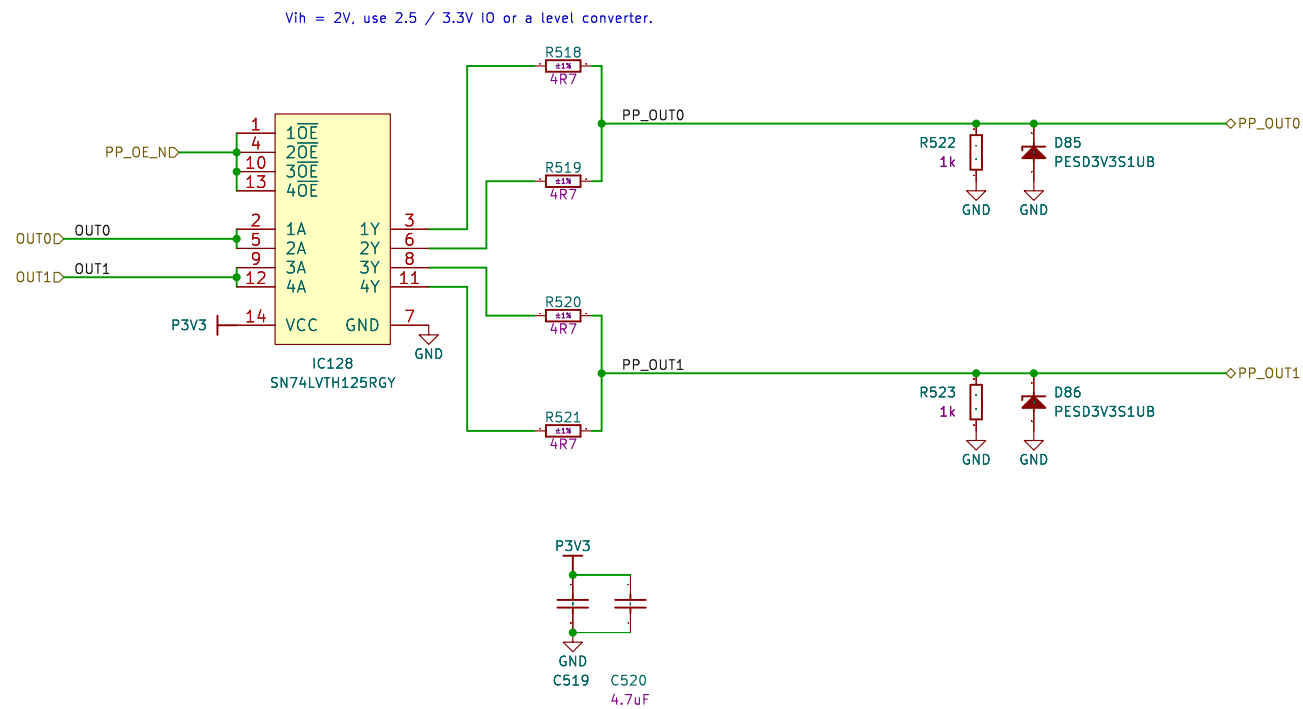 Vih = 2V, use 2.5 / 3.3V IO or a level converter.
R518
±1%
4R7
PP_OUT0
PP_OUT0
R522
1k
GND
D85
PESD3V3S1UB
GND
1 1OE
PP_OE_N
4 2OE
10 3OE
13 4OE
R519
±1%
4R7
OUT0
OUT0
2 1A 1Y 3
5 2A 2Y 6
OUT1
OUT1
9 3A 3Y 8
12 4A 4Y 11
P3V3
14 VCC GND 7
GND
IC128
SN74LVTH125RGY
R520
±1%
4R7
PP_OUT1
PP_OUT1
R523
1k
GND
D86
PESD3V3S1UB
GND
R521
±1%
4R7
P3V3
GND
C519 C520
4.7uF